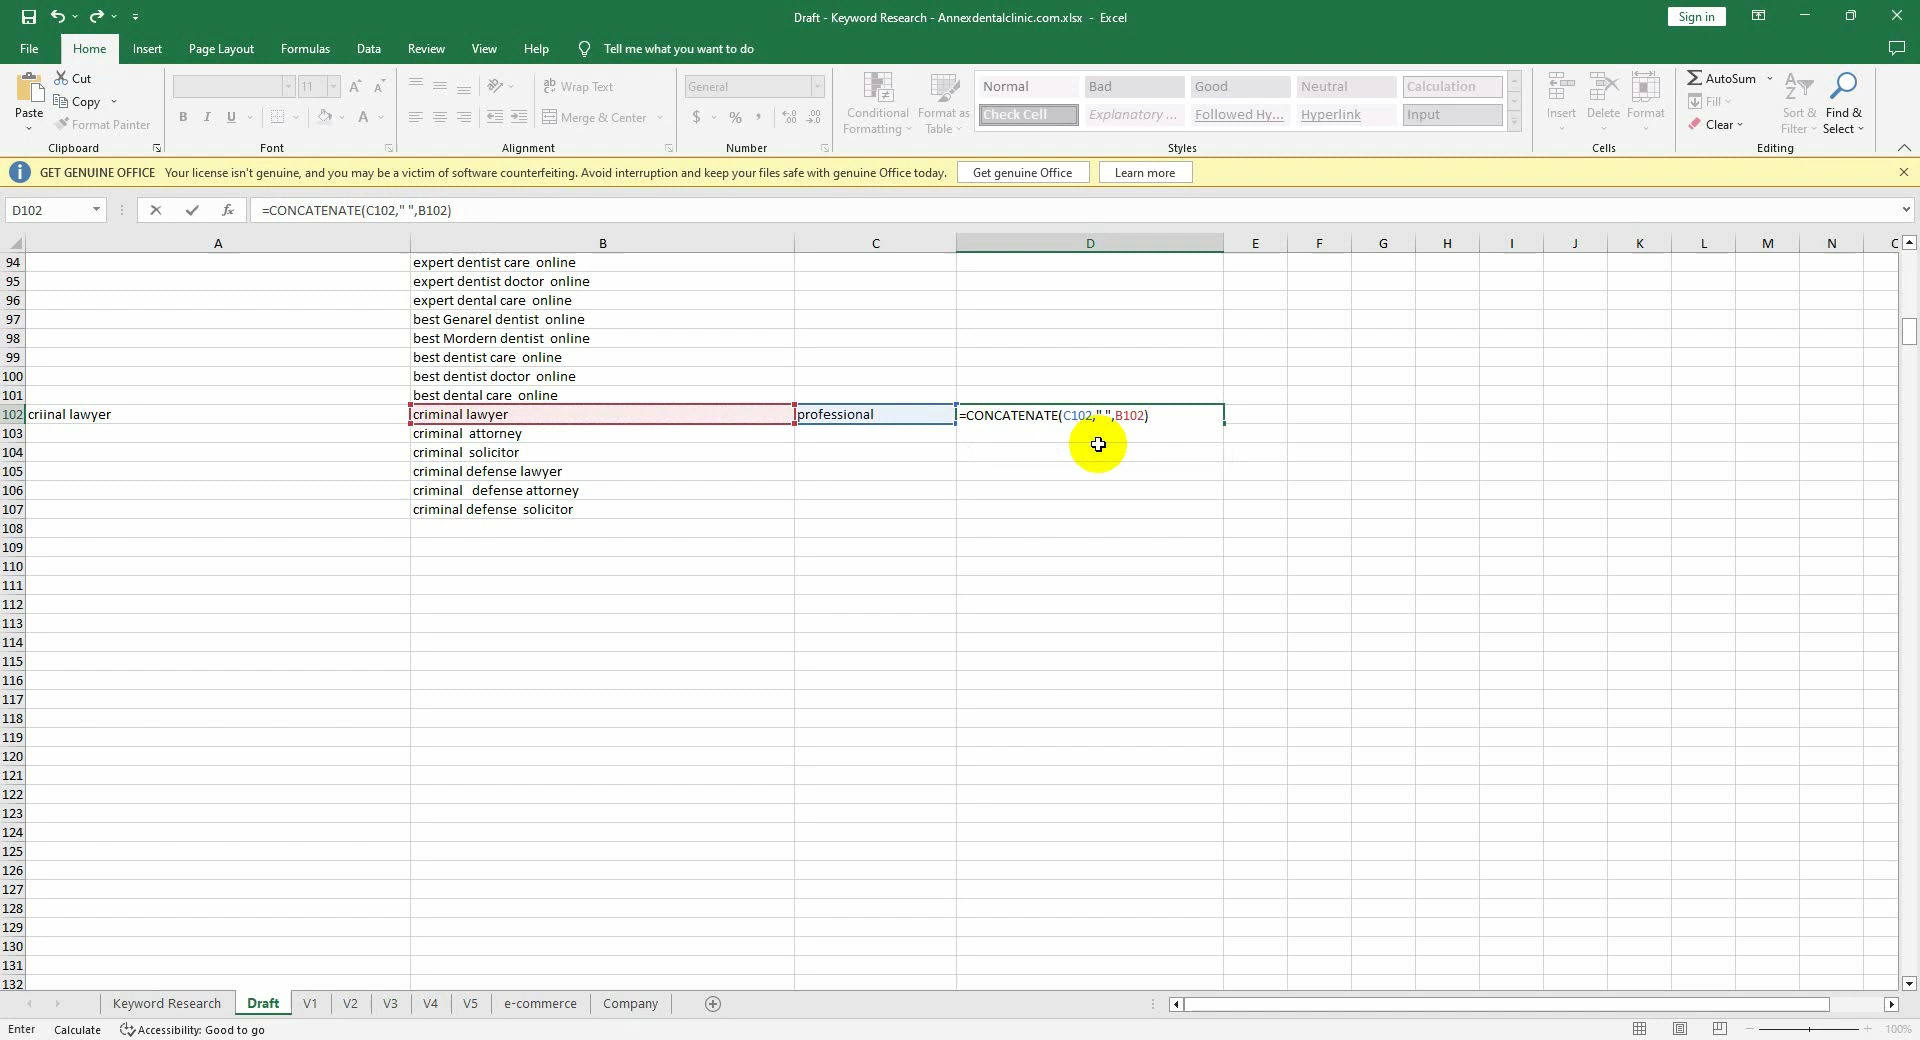 Draft - Keyword Research - Annexdentalclinic.com.xlsx - Excel
Sign in
File Home Insert Page Layout Formulas Data Review View Help Tell me what you want to do
Paste
Cut
Copy
Format Painter
Clipboard
11
B I U
A A
Font
Wrap Text
Merge & Center
Alignment
General
$ % ,
Number
Conditional Formatting
Format as Table
Normal Bad Good Neutral Calculation
Check Cell Explanatory ... Followed Hy... Hyperlink Input
Styles
Insert Delete Format
Cells
AutoSum
Fill
Clear
Sort & Filter
Find & Select
Editing
GET GENUINE OFFICE Your license isn't genuine, and you may be a victim of software counterfeiting. Avoid interruption and keep your files safe with genuine Office today. Get genuine Office Learn more
D102 fx =CONCATENATE(C102," ",B102)
A B C D E F G H I J K L M N C
94 expert dentist care online
95 expert dentist doctor online
96 expert dental care online
97 best Genarel dentist online
98 best Mordern dentist online
99 best dentist care online
100 best dentist doctor online
101 best dental care online
102 criinal lawyer criminal lawyer professional =CONCATENATE(C102," ",B102)
103 criminal attorney
104 criminal solicitor
105 criminal defense lawyer
106 criminal defense attorney
107 criminal defense solicitor
108
109
110
111
112
113
114
115
116
117
118
119
120
121
122
123
124
125
126
127
128
129
130
131
132
Keyword Research Draft V1 V2 V3 V4 V5 e-commerce Company
Enter Calculate Accessibility: Good to go 100%